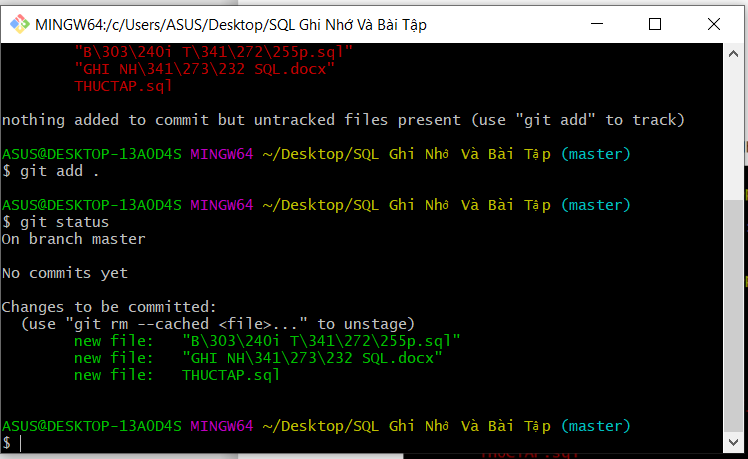 MINGW64:/c/Users/ASUS/Desktop/SQL Ghi Nhớ Và Bài Tập
"B\303\240i T\341\272\255p.sql"
"GHI NH\341\273\232 SQL.docx"
THUCTAP.sql
nothing added to commit but untracked files present (use "git add" to track)
ASUS@DESKTOP-13A0D4S MINGW64 ~/Desktop/SQL Ghi Nhớ Và Bài Tập (master)
$ git add .
ASUS@DESKTOP-13A0D4S MINGW64 ~/Desktop/SQL Ghi Nhớ Và Bài Tập (master)
$ git status
On branch master
No commits yet
Changes to be committed:
(use "git rm --cached <file>..." to unstage)
new file: "B\303\240i T\341\272\255p.sql"
new file: "GHI NH\341\273\232 SQL.docx"
new file: THUCTAP.sql
ASUS@DESKTOP-13A0D4S MINGW64 ~/Desktop/SQL Ghi Nhớ Và Bài Tập (master)
$
THUCTAP.sql